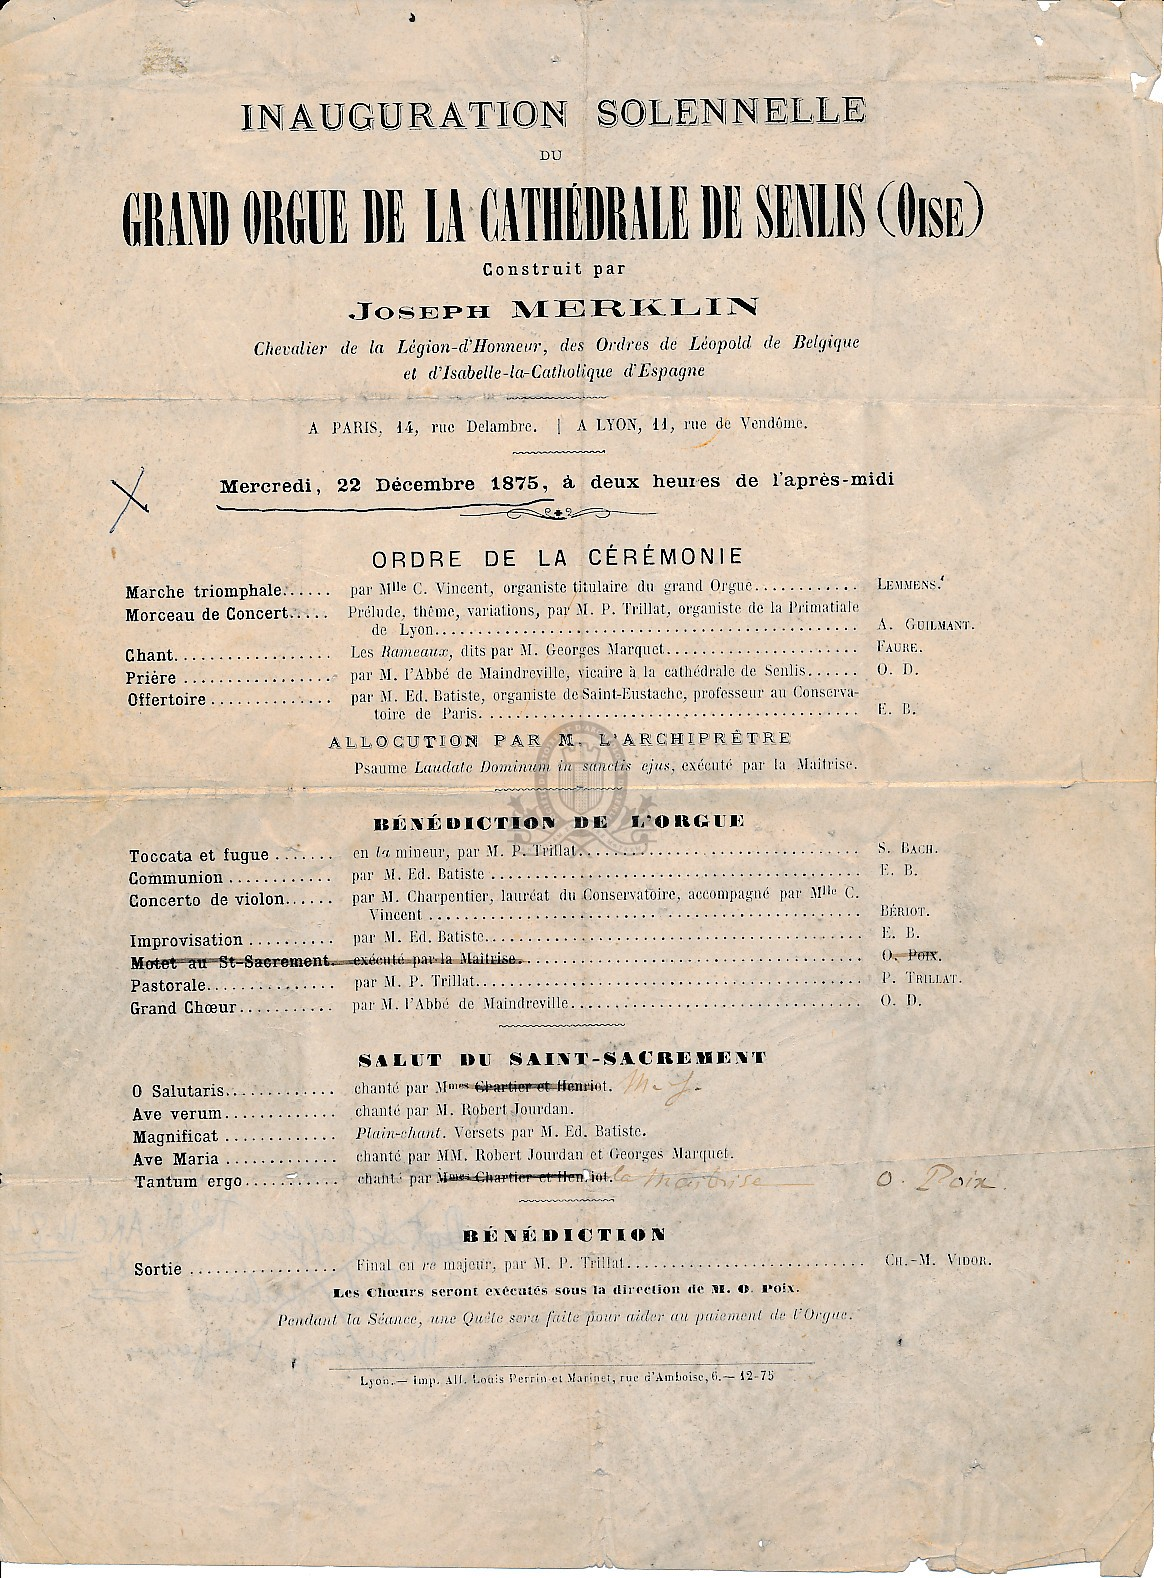 INAUGURATION SOLENNELLE
DU
GRAND ORGUE DE LA CATHÉDRALE DE SENLIS (OISE)
Construit par
JOSEPH MERKLIN
Chevalier de la Légion-d'Honneur, des Ordres de Léopold de Belgique
et d'Isabelle-la-Catholique d'Espagne
A PARIS, 14, rue Delambre. | A LYON, 11, rue de Vendôme.
Mercredi, 22 Décembre 1875, à deux heures de l'après-midi
ORDRE DE LA CÉRÉMONIE
Marche triomphale...... par Mlle C. Vincent, organiste titulaire du grand Orgue............ LEMMENS.
Morceau de Concert..... Prélude, thême, variations, par M. P. Trillat, organiste de la Primatiale
de Lyon................ A. GUILMANT.
Chant.................. Les Rameaux, dits par M. Georges Marquet...................... FAURE.
Prière ................. par M. l'Abbé de Maindreville, vicaire à la cathédrale de Senlis...... O. D.
Offertoire .............. par M. Ed. Batiste, organiste de Saint-Eustache, professeur au Conserva-
toire de Paris................ E. B.
ALLOCUTION PAR M. L'ARCHIPRÊTRE
Psaume Laudate Dominum in sanctis ejus, exécuté par la Maîtrise.
BÉNÉDICTION DE L'ORGUE
Toccata et fugue ....... en la mineur, par M. P. Trillat................ S. BACH.
Communion ............ par M. Ed. Batiste ................ E. B.
Concerto de violon...... par M. Charpentier, lauréat du Conservatoire, accompagné par Mlle C.
Vincent ................ BÉRIOT.
Improvisation .......... par M. Ed. Batiste................ E. B.
Motet au St-Sacrement. exécuté par la Maîtrise................ O. POIX.
Pastorale............... par M. P. Trillat................ P. TRILLAT.
Grand Chœur........... par M. l'Abbé de Maindreville................ O. D.
SALUT DU SAINT-SACREMENT
O Salutaris............. chanté par Mmes Chartier et Henriot.
Ave verum............. chanté par M. Robert Jourdan.
Magnificat ............. Plain-chant. Versets par M. Ed. Batiste.
Ave Maria ............. chanté par MM. Robert Jourdan et Georges Marquet.
Tantum ergo........... chanté par Mmes Chartier et Henriot. la Maîtrise O. Poix.
BÉNÉDICTION
Sortie ................. Final en re majeur, par M. P. Trillat................ CH.-M. VIDOR.
Les Chœurs seront exécutés sous la direction de M. O. Poix.
Pendant la Séance, une Quête sera faite pour aider au paiement de l'Orgue.
Lyon.— Imp. Alf. Louis Perrin et Marinet, rue d'Amboise, 6.— 12-75